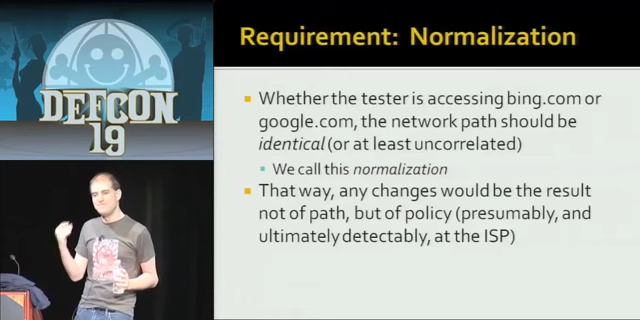 DEFCON
19
Requirement: Normalization
Whether the tester is accessing bing.com or
google.com, the network path should be
identical (or at least uncorrelated)
We call this normalization
That way, any changes would be the result
not of path, but of policy (presumably, and
ultimately detectably, at the ISP)